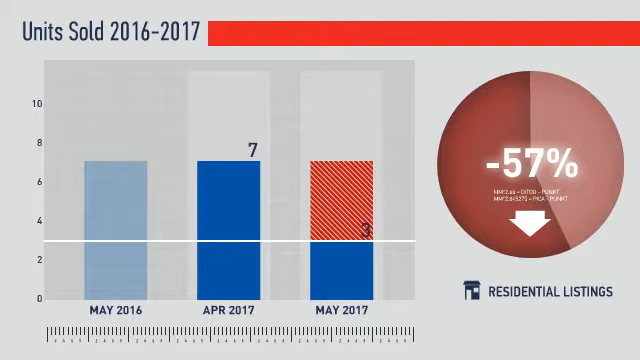 Units Sold 2016-2017
10
8
6
4
2
0
7
3
MAY 2016
APR 2017
MAY 2017
-57%
RESIDENTIAL LISTINGS